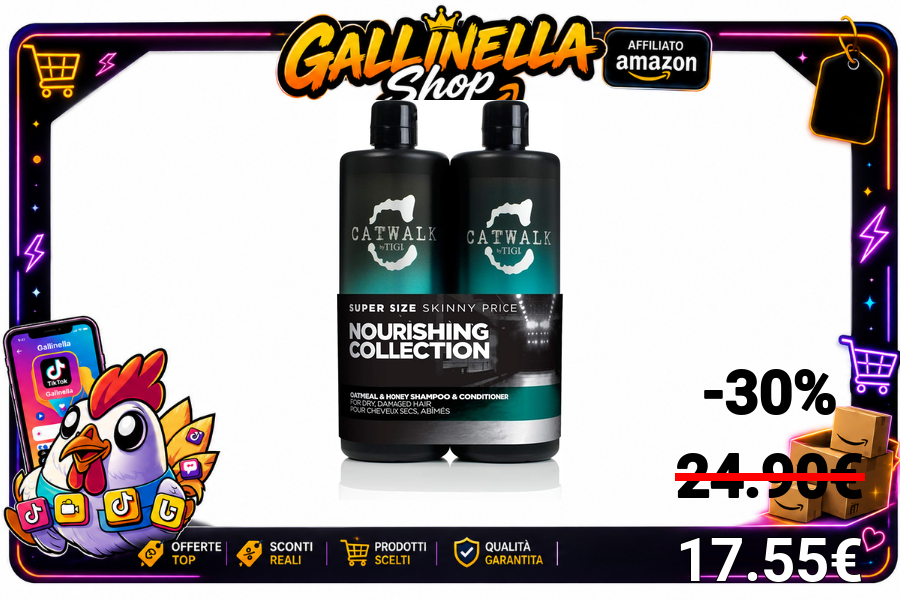 GALLINELLA
Shop
AFFILIATO
amazon
CATWALK
by TIGI
CATWALK
by TIGI
SUPER SIZE SKINNY PRICE
NOURISHING
COLLECTION
OATMEAL & HONEY SHAMPOO & CONDITIONER
FOR DRY, DAMAGED HAIR
POUR CHEVEUX SECS, ABÎMÉS
Gallinella
TikTok
Gallinella
-30%
24.90€
17.55€
OFFERTE
TOP
SCONTI
REALI
PRODOTTI
SCELTI
QUALITÀ
GARANTITA